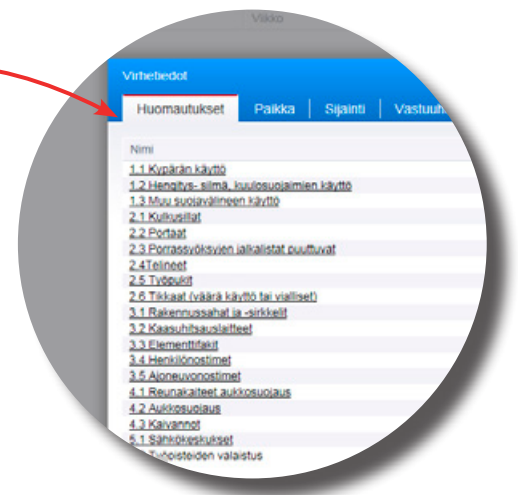 Viikko
Virhetiedot
Huomautukset Paikka Sijainti
Nimi
1.1 Kypärän käyttö
1.2 Hengitys- silmä, kuulosuojaimien käyttö
1.3 Muu suojavälineen käyttö
2.1 Kulkusillat
2.2 Portaat
2.3 Porrassyöksyjen jalkalistat puuttuvat
2.4Telineet
2.5 Työpukit
2.6 Tikkaat (väärä käyttö tai vialliset)
3.1 Rakennussahat ja -sirkkelit
3.2 Kaasuhitsauslaitteet
3.3 Elementtifakit
3.4 Henkilönostimet
3.5 Ajoneuvonostimet
4.1 Reunakaiteet aukkosuojaus
4.2 Aukkosuojaus
4.3 Kaivannot
5.1 Sähkökeskukset
Työpisteiden valaistus